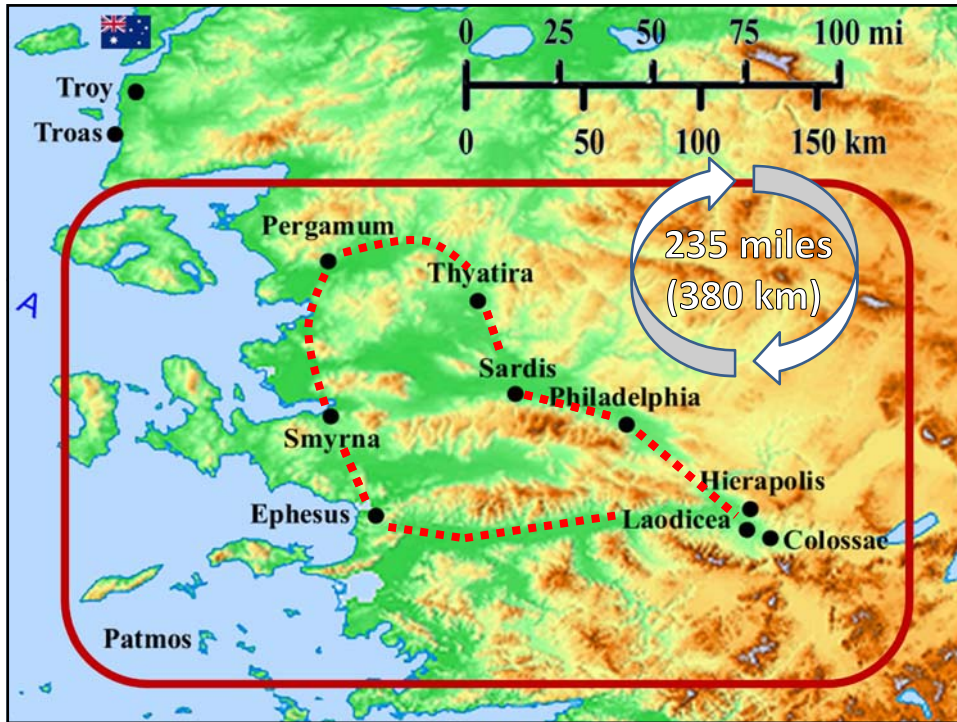 0 25 50 75 100 mi
0 50 100 150 km
Troy
Troas
Pergamum
Thyatira
235 miles
(380 km)
Sardis
Philadelphia
Smyrna
Hierapolis
Ephesus
Laodicea
Colossae
Patmos
A